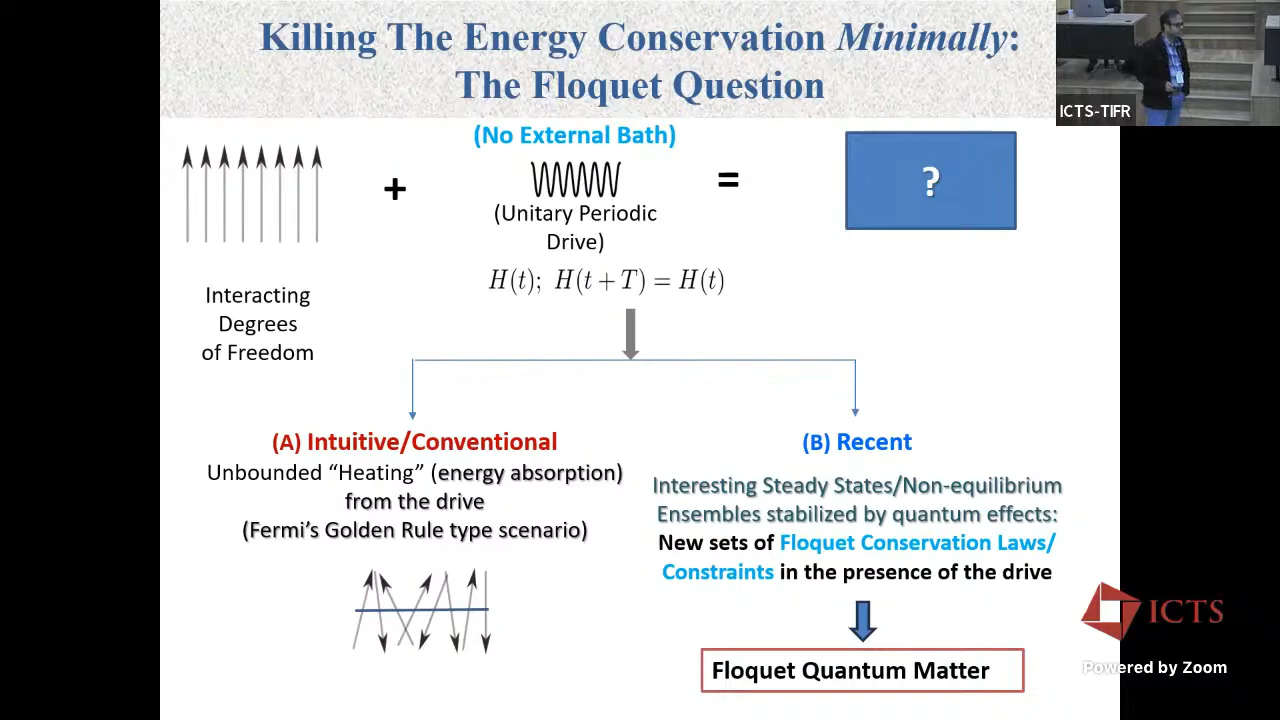 Killing The Energy Conservation Minimally:
The Floquet Question
ICTS-TIFR
(No External Bath)
+
=
?
(Unitary Periodic
Drive)
H(t); H(t + T) = H(t)
Interacting
Degrees
of Freedom
(A) Intuitive/Conventional
Unbounded “Heating” (energy absorption)
from the drive
(Fermi’s Golden Rule type scenario)
(B) Recent
Interesting Steady States/Non-equilibrium
Ensembles stabilized by quantum effects:
New sets of Floquet Conservation Laws/
Constraints in the presence of the drive
Floquet Quantum Matter
ICTS
Powered by Zoom